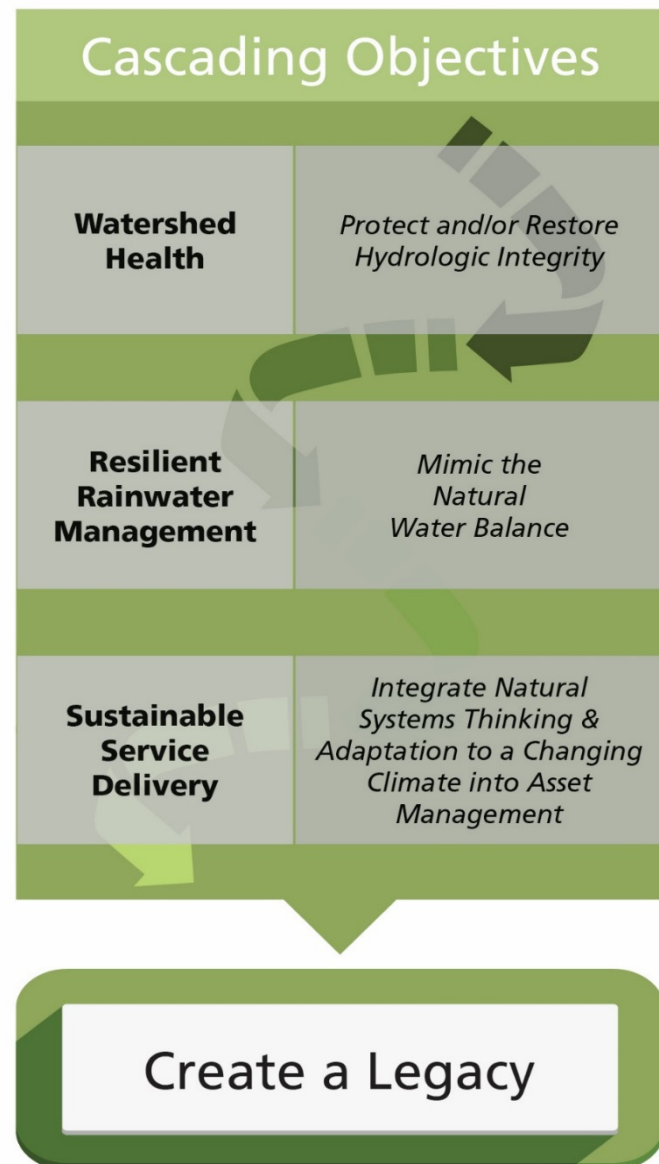 Cascading Objectives
Watershed
Health
Protect and/or Restore
Hydrologic Integrity
Resilient
Rainwater
Management
Mimic the
Natural
Water Balance
Sustainable
Service
Delivery
Integrate Natural
Systems Thinking &
Adaptation to a Changing
Climate into Asset
Management
Create a Legacy